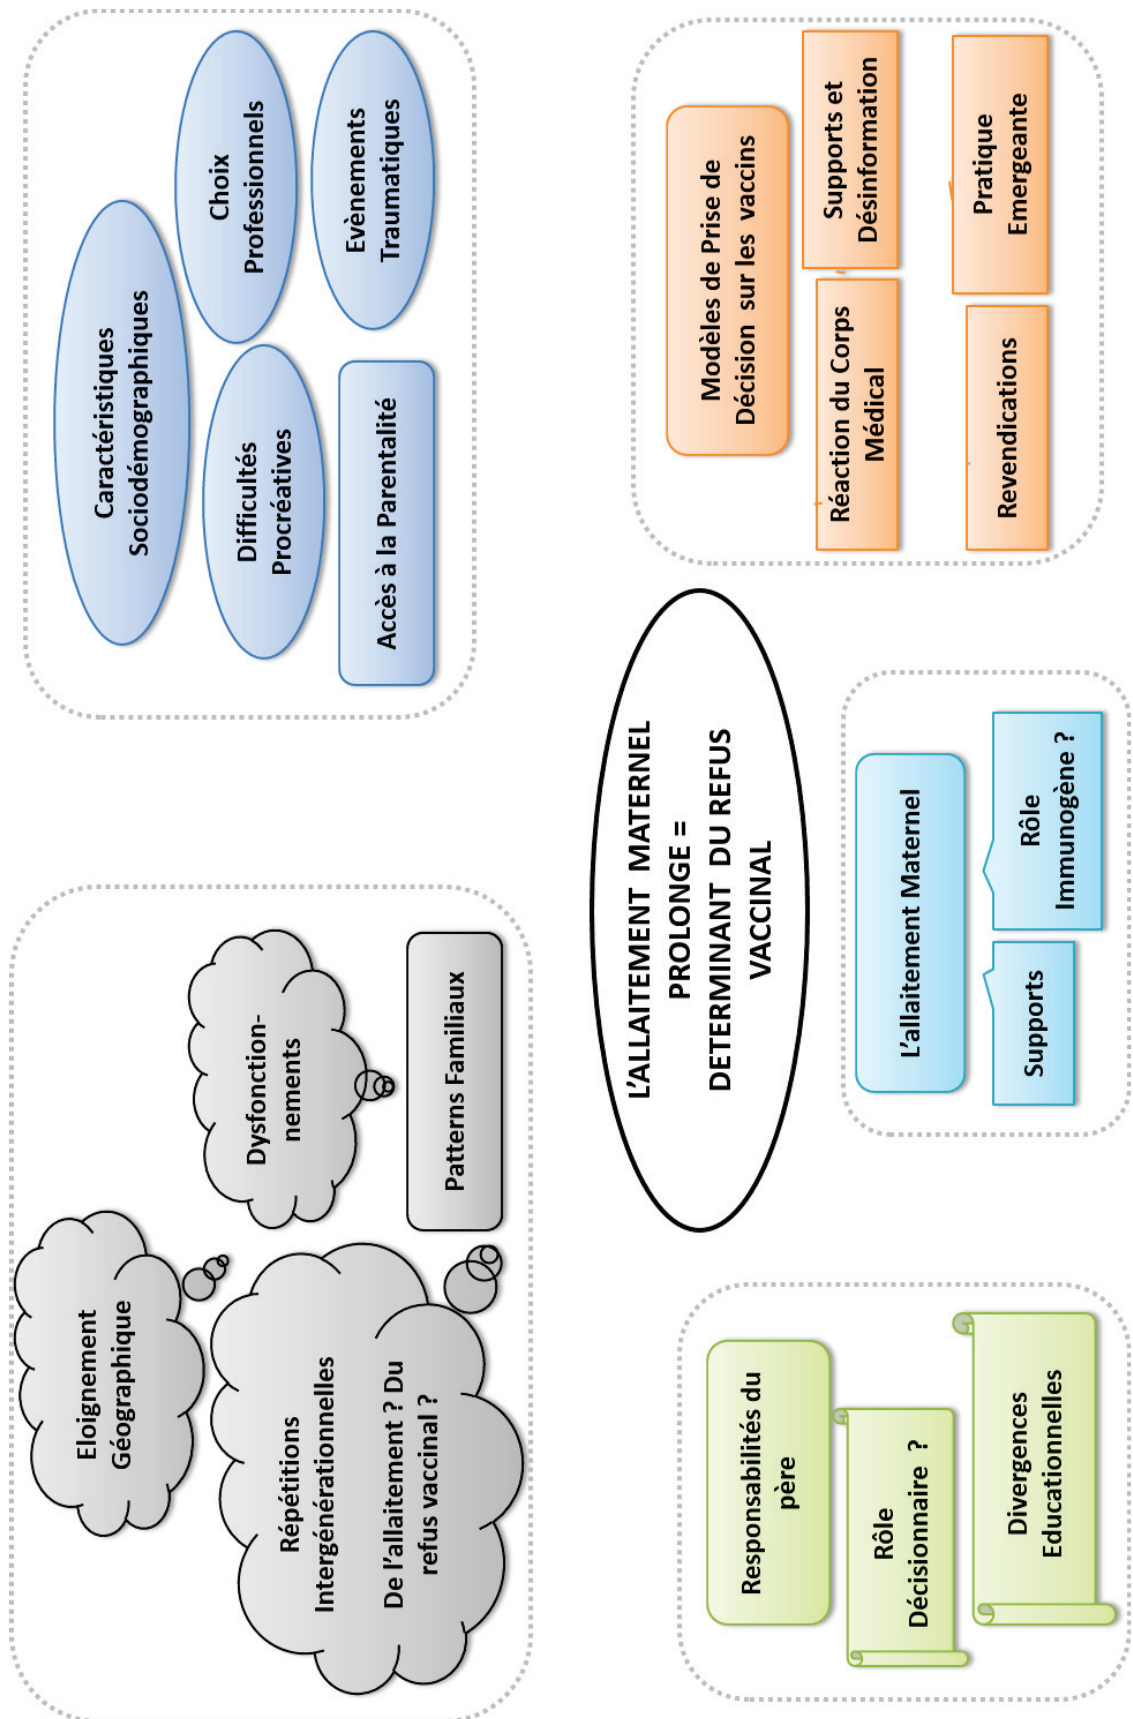 Eloignement
Géographique
Répétitions
Intergénérationnelles
De l'allaitement ? Du
refus vaccinal ?
Dysfonction-
nements
Patterns Familiaux
Caractéristiques
Sociodémographiques
Choix
Professionnels
Difficultés
Procréatives
Evènements
Traumatiques
Accès à la Parentalité
L'ALLAITEMENT MATERNEL
PROLONGE =
DETERMINANT DU REFUS
VACCINAL
Responsabilités du
père
Rôle
Décisionnaire ?
Divergences
Educationnelles
L'allaitement Maternel
Supports
Rôle
Immunogène ?
Modèles de Prise de
Décision sur les vaccins
Réaction du Corps
Médical
Supports et
Désinformation
Revendications
Pratique
Emergeante